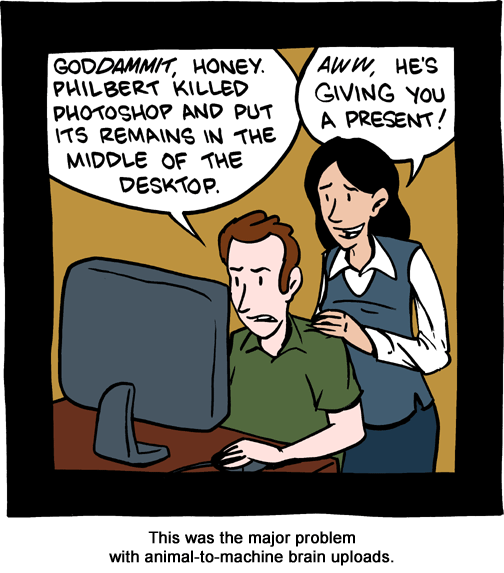 GODDAMMIT, HONEY.
PHILBERT KILLED
PHOTOSHOP AND PUT
ITS REMAINS IN THE
MIDDLE OF THE
DESKTOP.
AWW, HE'S
GIVING YOU
A PRESENT!
This was the major problem
with animal-to-machine brain uploads.